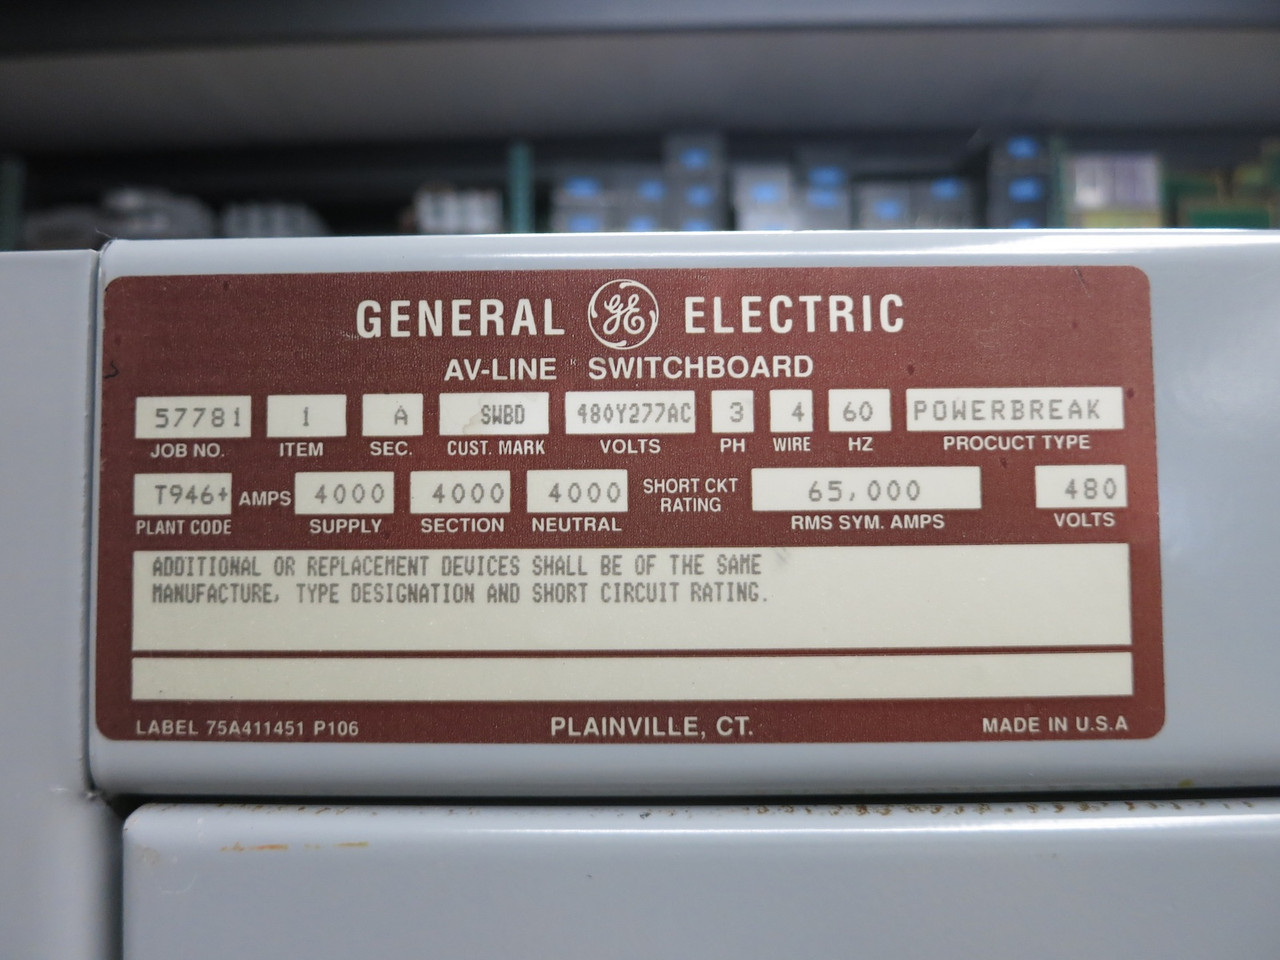 GENERAL GE ELECTRIC
AV-LINE SWITCHBOARD
57781 1 A SWBD 480Y277AC 3 4 60 POWERBREAK
JOB NO. ITEM SEC. CUST. MARK VOLTS PH WIRE HZ PROCUCT TYPE
T946+ AMPS 4000 4000 4000 SHORT CKT RATING 65,000 480
PLANT CODE SUPPLY SECTION NEUTRAL RMS SYM. AMPS VOLTS
ADDITIONAL OR REPLACEMENT DEVICES SHALL BE OF THE SAME
MANUFACTURE, TYPE DESIGNATION AND SHORT CIRCUIT RATING.
LABEL 75A411451 P106 PLAINVILLE, CT. MADE IN U.S.A